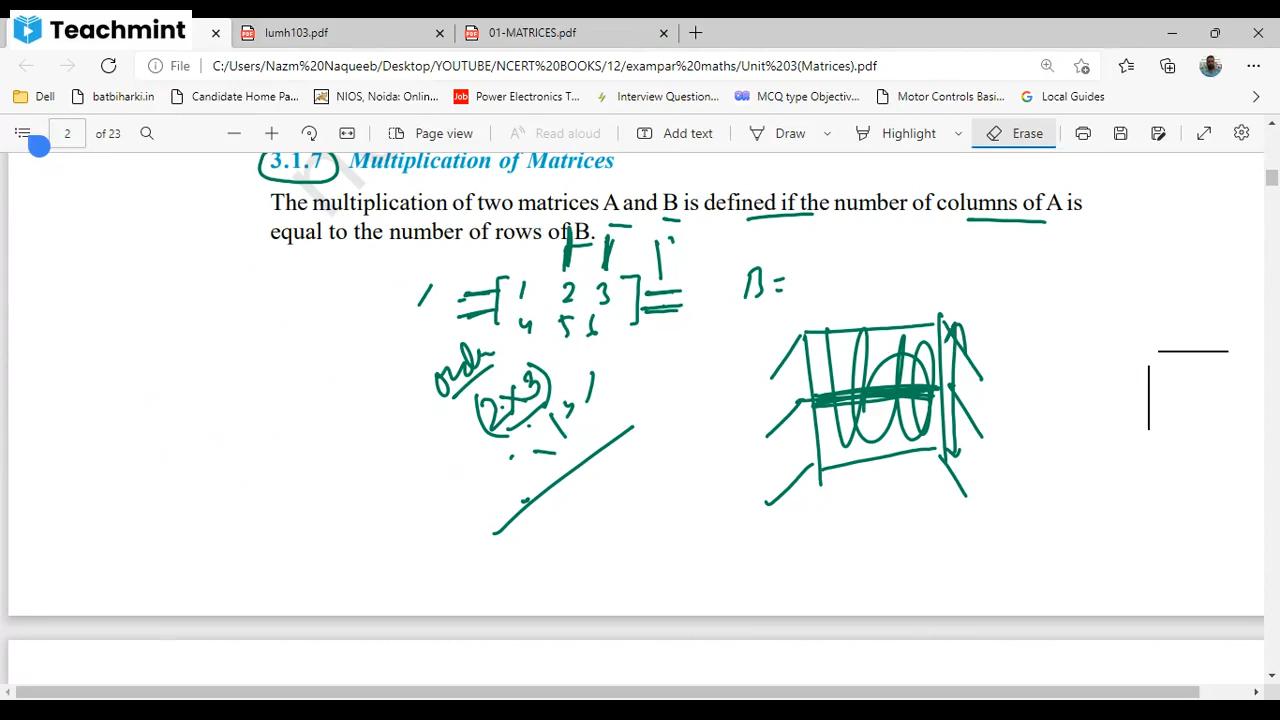 Teachmint
lumh103.pdf
01-MATRICES.pdf
File C:/Users/Nazm%20Naqueeb/Desktop/YOUTUBE/NCERT%20BOOKS/12/exampar%20maths/Unit%203(Matrices).pdf
Dell batbiharki.in Candidate Home Pa... NIOS, Noida: Onlin... Power Electronics T... Interview Question... MCQ type Objectiv... Motor Controls Basi... Local Guides
2 of 23 Page view Read aloud Add text Draw Highlight Erase
3.1.7 Multiplication of Matrices
The multiplication of two matrices A and B is defined if the number of columns of A is
equal to the number of rows of B.
= [ 1 2 3 ] B =
4 5 6
order
(2×3)